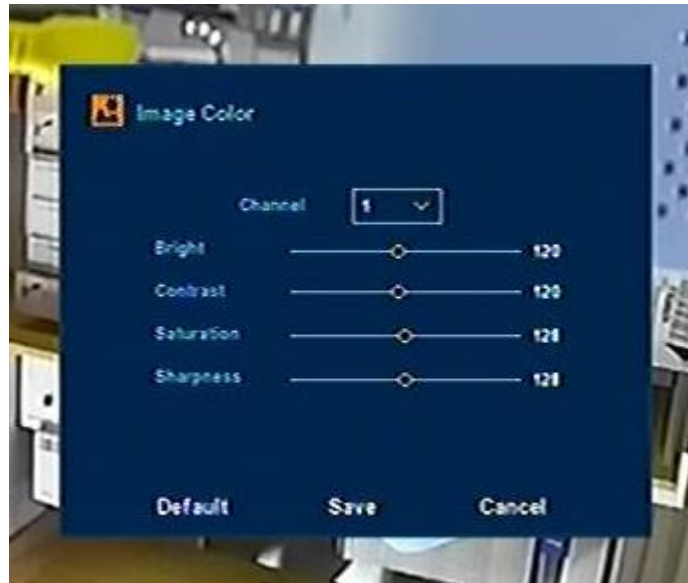 Image Color
Channel 1
Bright 120
Contrast 120
Saturation 128
Sharpness 128
Default Save Cancel